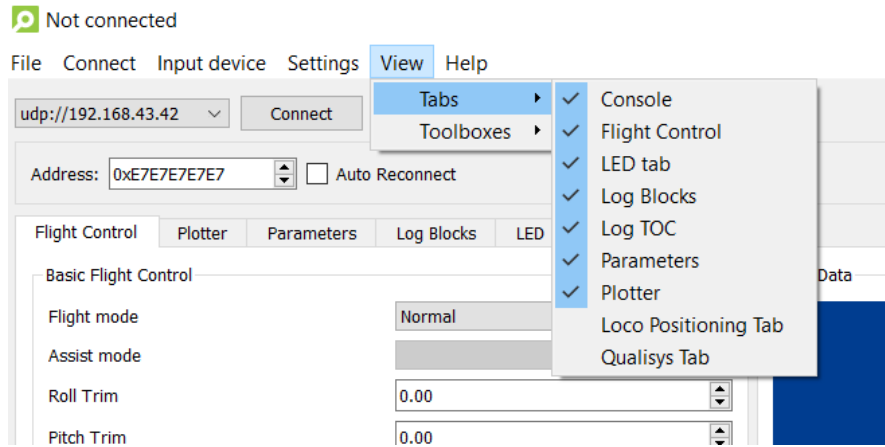 Not connected
File Connect Input device Settings View Help
udp://192.168.43.42 Connect
Tabs
Toolboxes
Console
Flight Control
LED tab
Log Blocks
Log TOC
Parameters
Plotter
Loco Positioning Tab
Qualisys Tab
Address: 0xE7E7E7E7E7 Auto Reconnect
Flight Control Plotter Parameters Log Blocks LED
Basic Flight Control Data
Flight mode Normal
Assist mode
Roll Trim 0.00
Pitch Trim 0.00